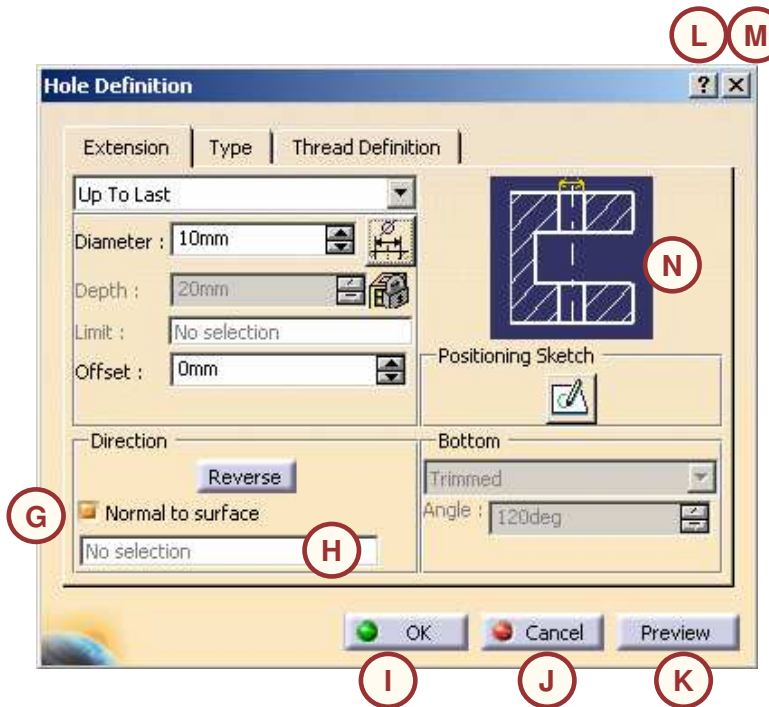 L M
Hole Definition ? ×
Extension Type Thread Definition
Up To Last
Diameter : 10mm
N
Depth : 20mm
Limit : No selection
Offset : 0mm
Positioning Sketch
Direction
Bottom
Reverse
Trimmed
G Normal to surface
Angle : 120deg
No selection H
OK Cancel Preview
I J K